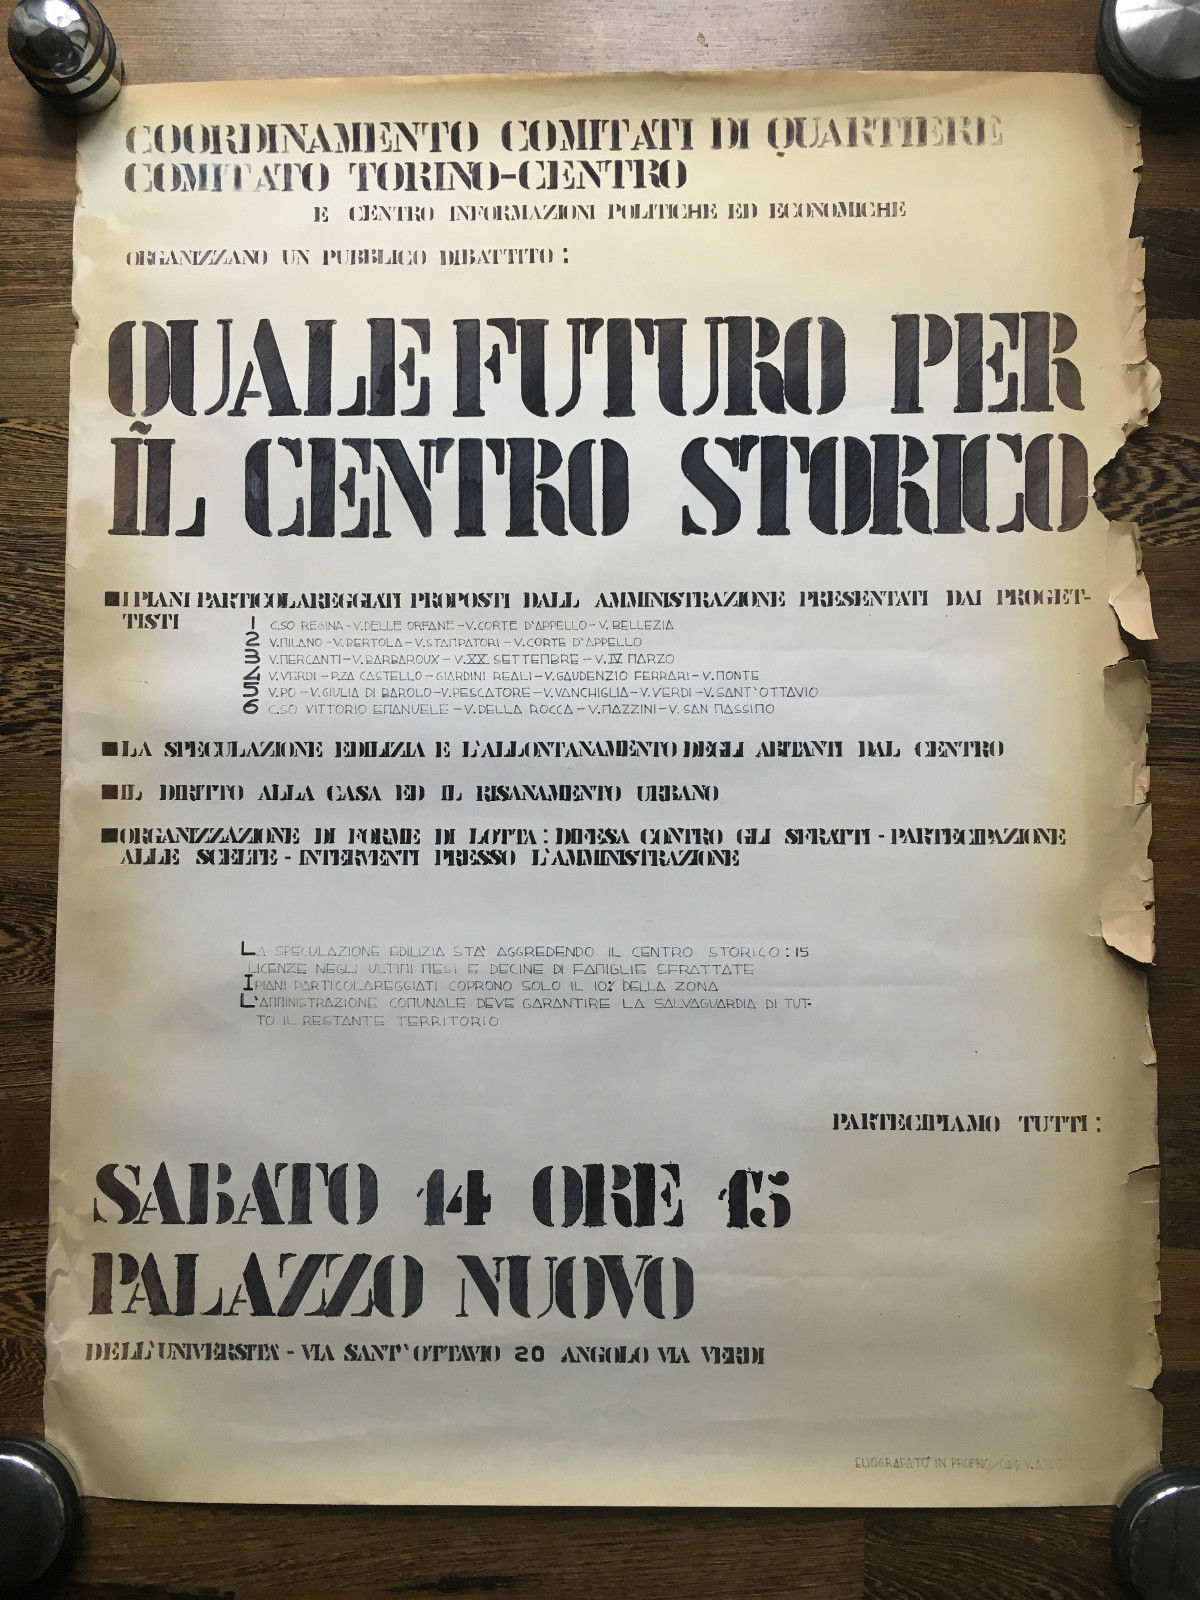 COORDINAMENTO COMITATI DI QUARTIERE
COMITATO TORINO-CENTRO
E CENTRO INFORMAZIONI POLITICHE ED ECONOMICHE
ORGANIZZANO UN PUBBLICO DIBATTITO :
QUALE FUTURO PER
IL CENTRO STORICO
■ I PIANI PARTICOLAREGGIATI PROPOSTI DALL AMMINISTRAZIONE PRESENTATI DAI PROGET-
TISTI
1 C.SO REGINA - V.DELLE ORFANE - V.CORTE D'APPELLO - V. BELLEZIA
2 V.MILANO - V. BERTOLA - V.STAMPATORI - V. CORTE D'APPELLO
3 V.MERCANTI - V. BARBAROUX - V. XX SETTEMBRE - V. IV MARZO
4 V.VERDI - P.ZA CASTELLO - GIARDINI REALI - V. GAUDENZIO FERRARI - V. MONTE
5 V.PO - V.GIULIA DI BAROLO - V.PESCATORE - V.VANCHIGLIA - V. VERDI - V. SANT'OTTAVIO
6 C.SO VITTORIO EMANUELE - V. DELLA ROCCA - V. MAZZINI - V. SAN MASSIMO
■ LA SPECULAZIONE EDILIZIA E L'ALLONTANAMENTO DEGLI ABITANTI DAL CENTRO
■ IL DIRITTO ALLA CASA ED IL RISANAMENTO URBANO
■ ORGANIZZAZIONE DI FORME DI LOTTA : DIFESA CONTRO GLI SFRATTI - PARTECIPAZIONE
ALLE SCELTE - INTERVENTI PRESSO L'AMMINISTRAZIONE
LA SPECULAZIONE EDILIZIA STA' AGGREDENDO IL CENTRO STORICO : 15
LICENZE NEGLI ULTIMI MESI E DECINE DI FAMIGLIE SFRATTATE
I PIANI PARTICOLAREGGIATI COPRONO SOLO IL 10% DELLA ZONA
L'AMMINISTRAZIONE COMUNALE DEVE GARANTIRE LA SALVAGUARDIA DI TUT-
TO IL RESTANTE TERRITORIO
PARTECIPIAMO TUTTI :
SABATO 14 ORE 15
PALAZZO NUOVO
DELL'UNIVERSITA' - VIA SANT'OTTAVIO 20 ANGOLO VIA VERDI
ELIOGRAFATO IN PROPRIO